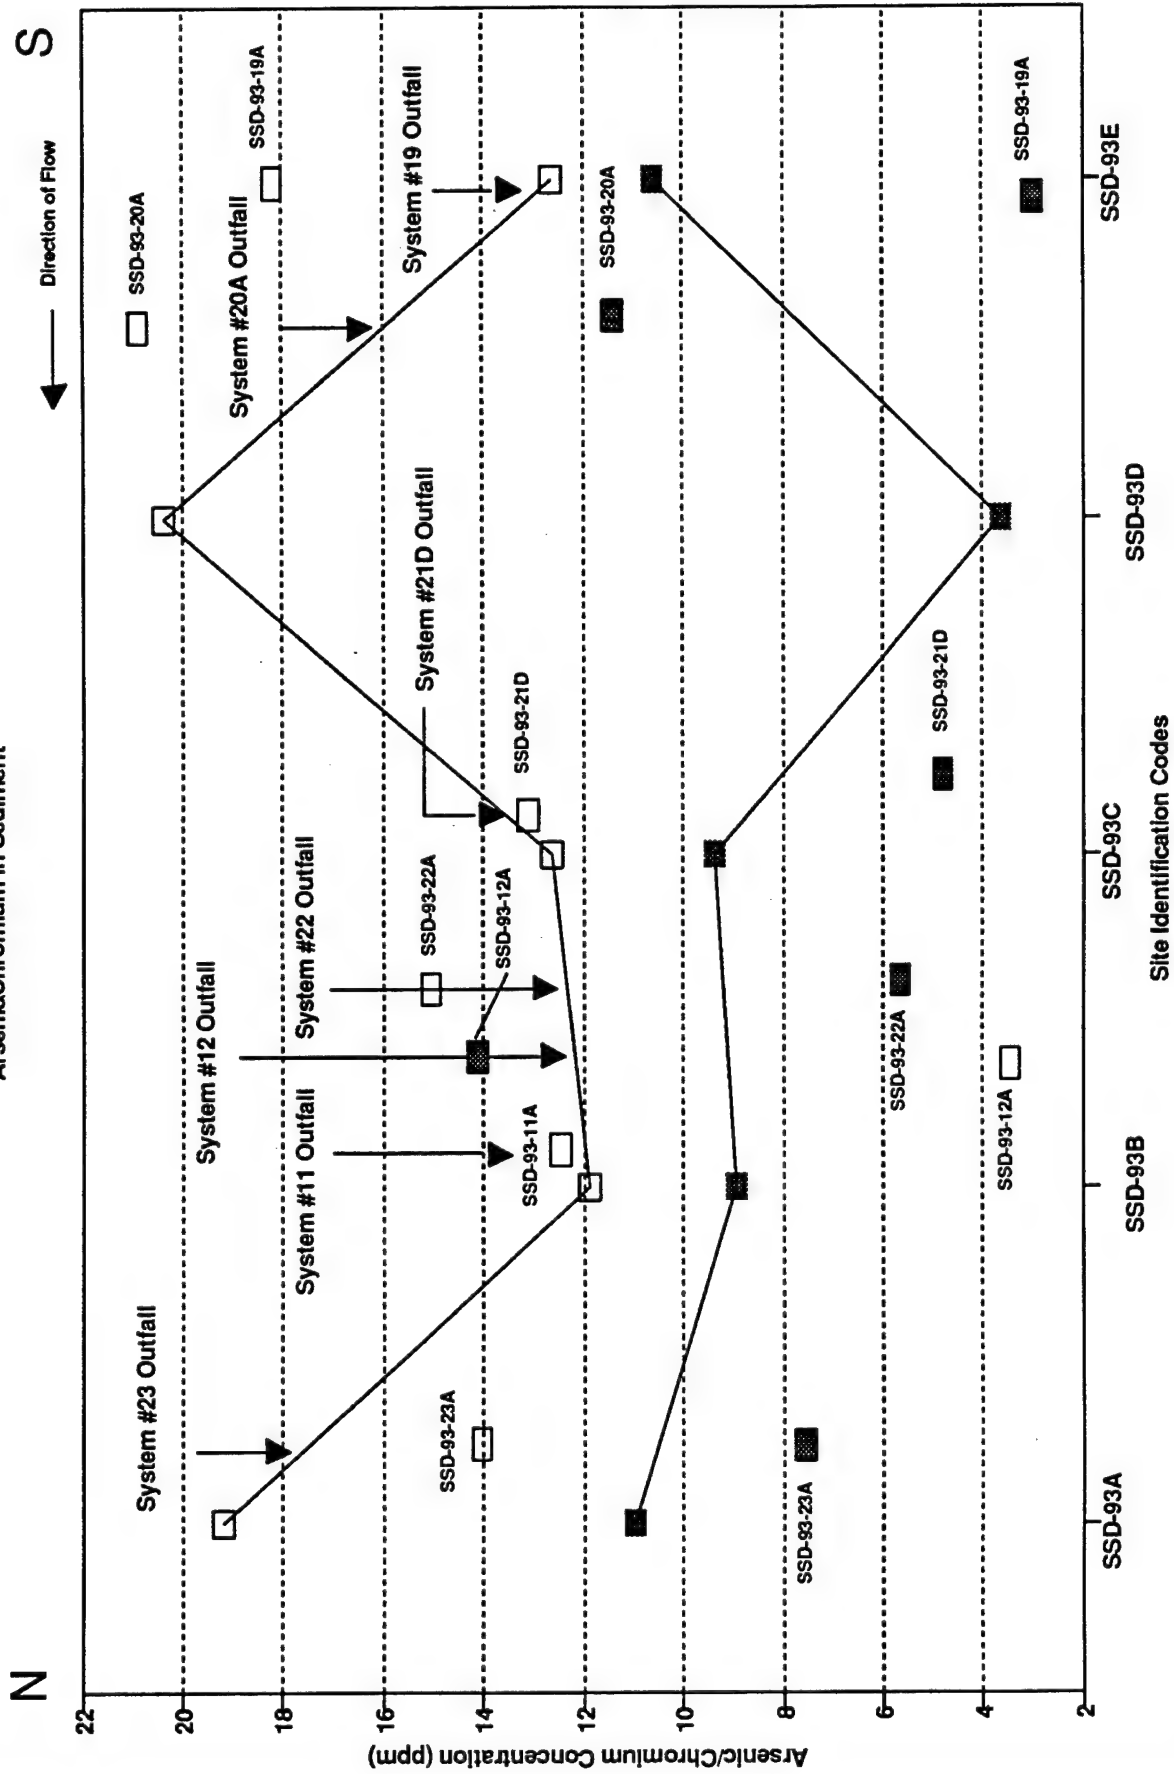 Arsenic/Chromium in Sediment
N
S
Direction of Flow
SSD-93-20A
SSD-93-19A
System #20A Outfall
System #19 Outfall
System #23 Outfall
System #12 Outfall
System #11 Outfall
System #22 Outfall
System #21D Outfall
SSD-93-22A
SSD-93-12A
SSD-93-21D
SSD-93-11A
SSD-93-23A
SSD-93-20A
SSD-93-21D
SSD-93-22A
SSD-93-23A
SSD-93-12A
SSD-93-19A
22
20
18
16
14
12
10
8
6
4
2
Arsenic/Chromium Concentration (ppm)
SSD-93A
SSD-93B
SSD-93C
SSD-93D
SSD-93E
Site Identification Codes